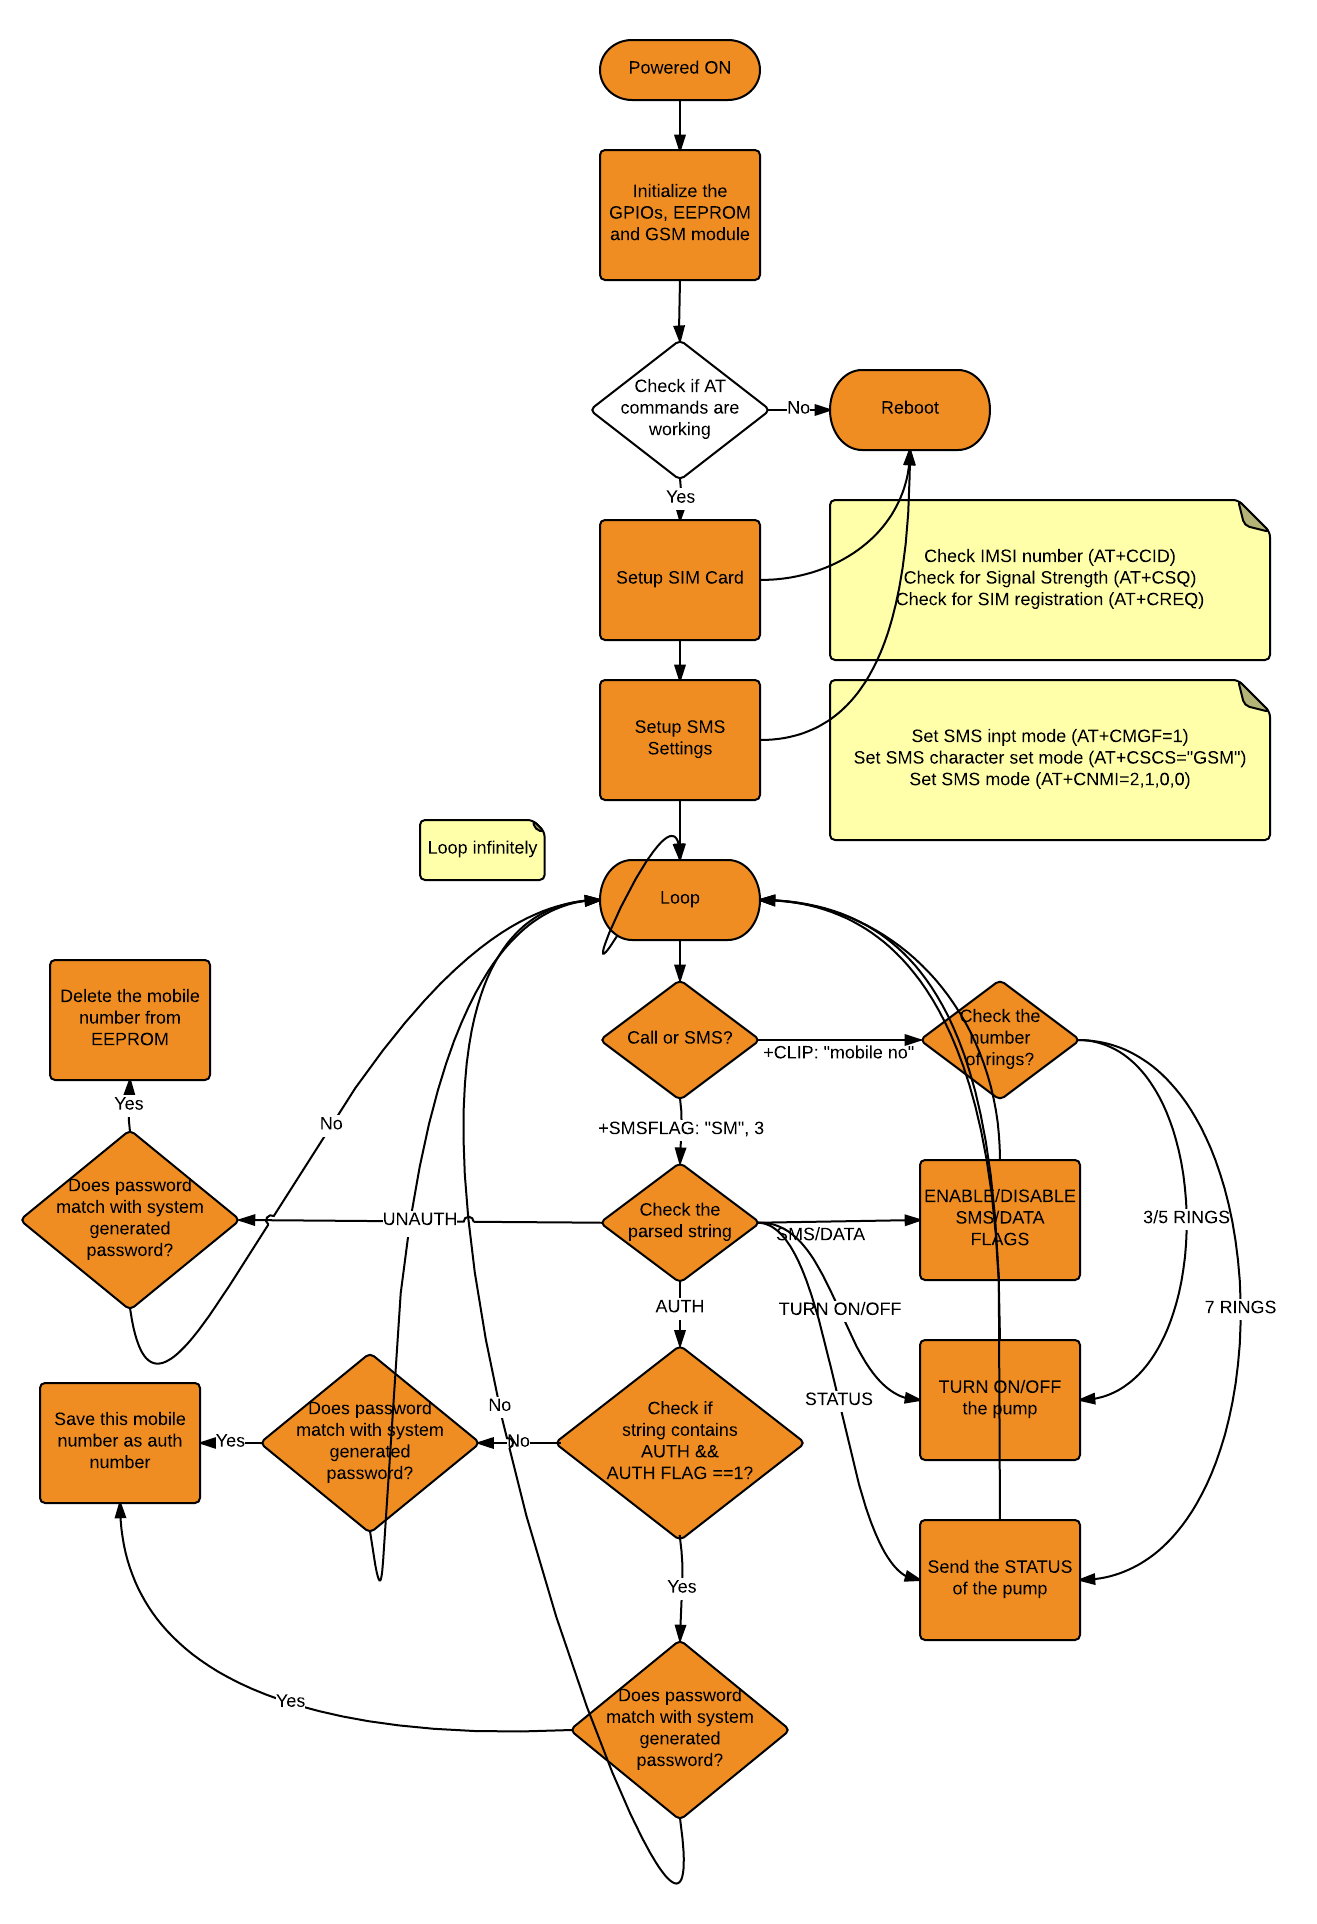 Powered ON
Initialize the
GPIOs, EEPROM
and GSM module
Check if AT
commands are
working
No
Reboot
Yes
Setup SIM Card
Check IMSI number (AT+CCID)
Check for Signal Strength (AT+CSQ)
Check for SIM registration (AT+CREQ)
Setup SMS
Settings
Set SMS inpt mode (AT+CMGF=1)
Set SMS character set mode (AT+CSCS="GSM")
Set SMS mode (AT+CNMI=2,1,0,0)
Loop infinitely
Loop
Delete the mobile
number from
EEPROM
Call or SMS?
+CLIP: "mobile no"
Check the
number
of rings?
Yes
No
+SMSFLAG: "SM", 3
Does password
match with system
generated
password?
UNAUTH
Check the
parsed string
SMS/DATA
ENABLE/DISABLE
SMS/DATA
FLAGS
3/5 RINGS
AUTH
TURN ON/OFF
7 RINGS
TURN ON/OFF
the pump
STATUS
Save this mobile
number as auth
number
Yes
Does password
match with system
generated
password?
No
No
Check if
string contains
AUTH &&
AUTH FLAG ==1?
Yes
Send the STATUS
of the pump
Yes
Does password
match with system
generated
password?